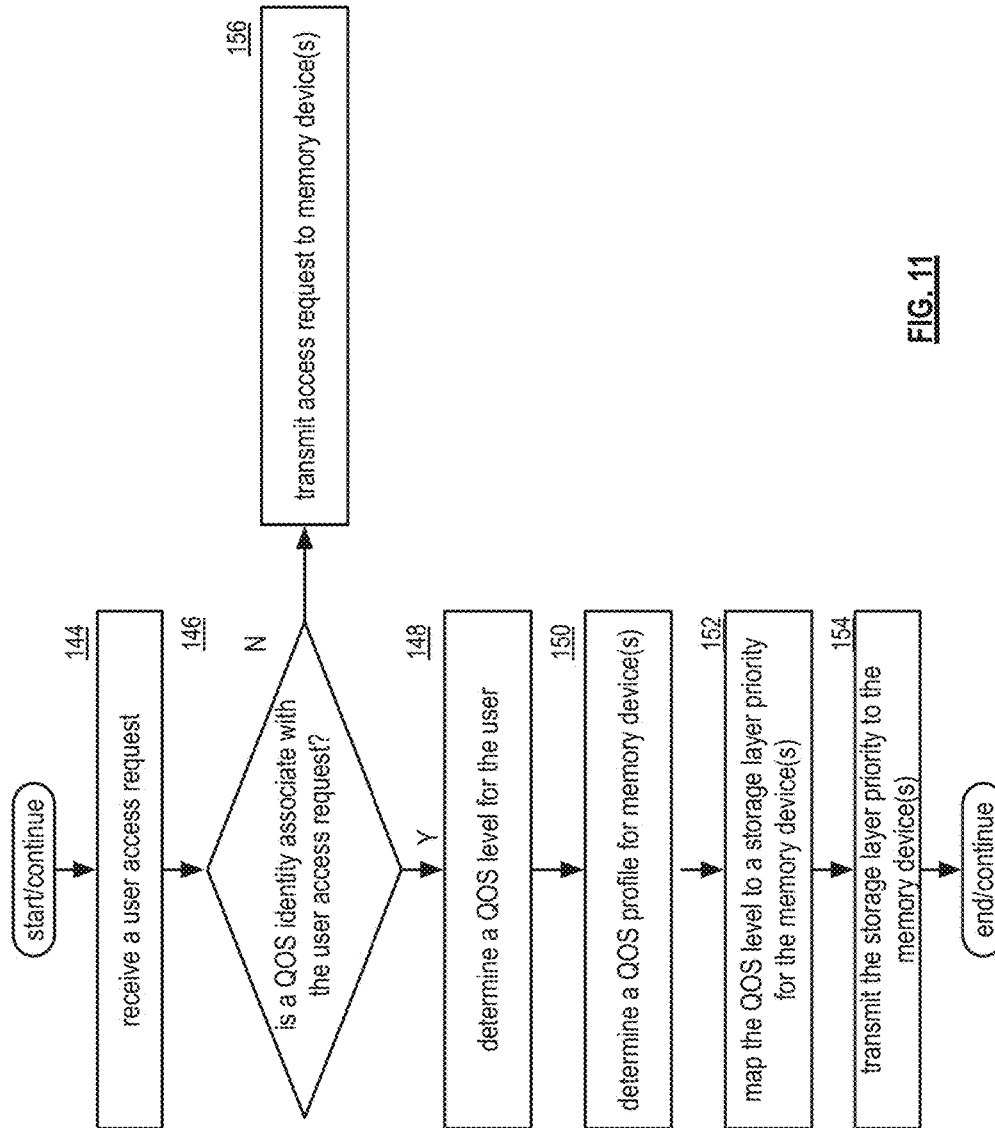 start/continue
144
receive a user access request
146
is a QOS identity associate with
the user access request?
N
156
transmit access request to memory device(s)
Y
148
determine a QOS level for the user
150
determine a QOS profile for memory device(s)
152
map the QOS level to a storage layer priority
for the memory device(s)
154
transmit the storage layer priority to the
memory device(s)
end/continue
FIG. 11